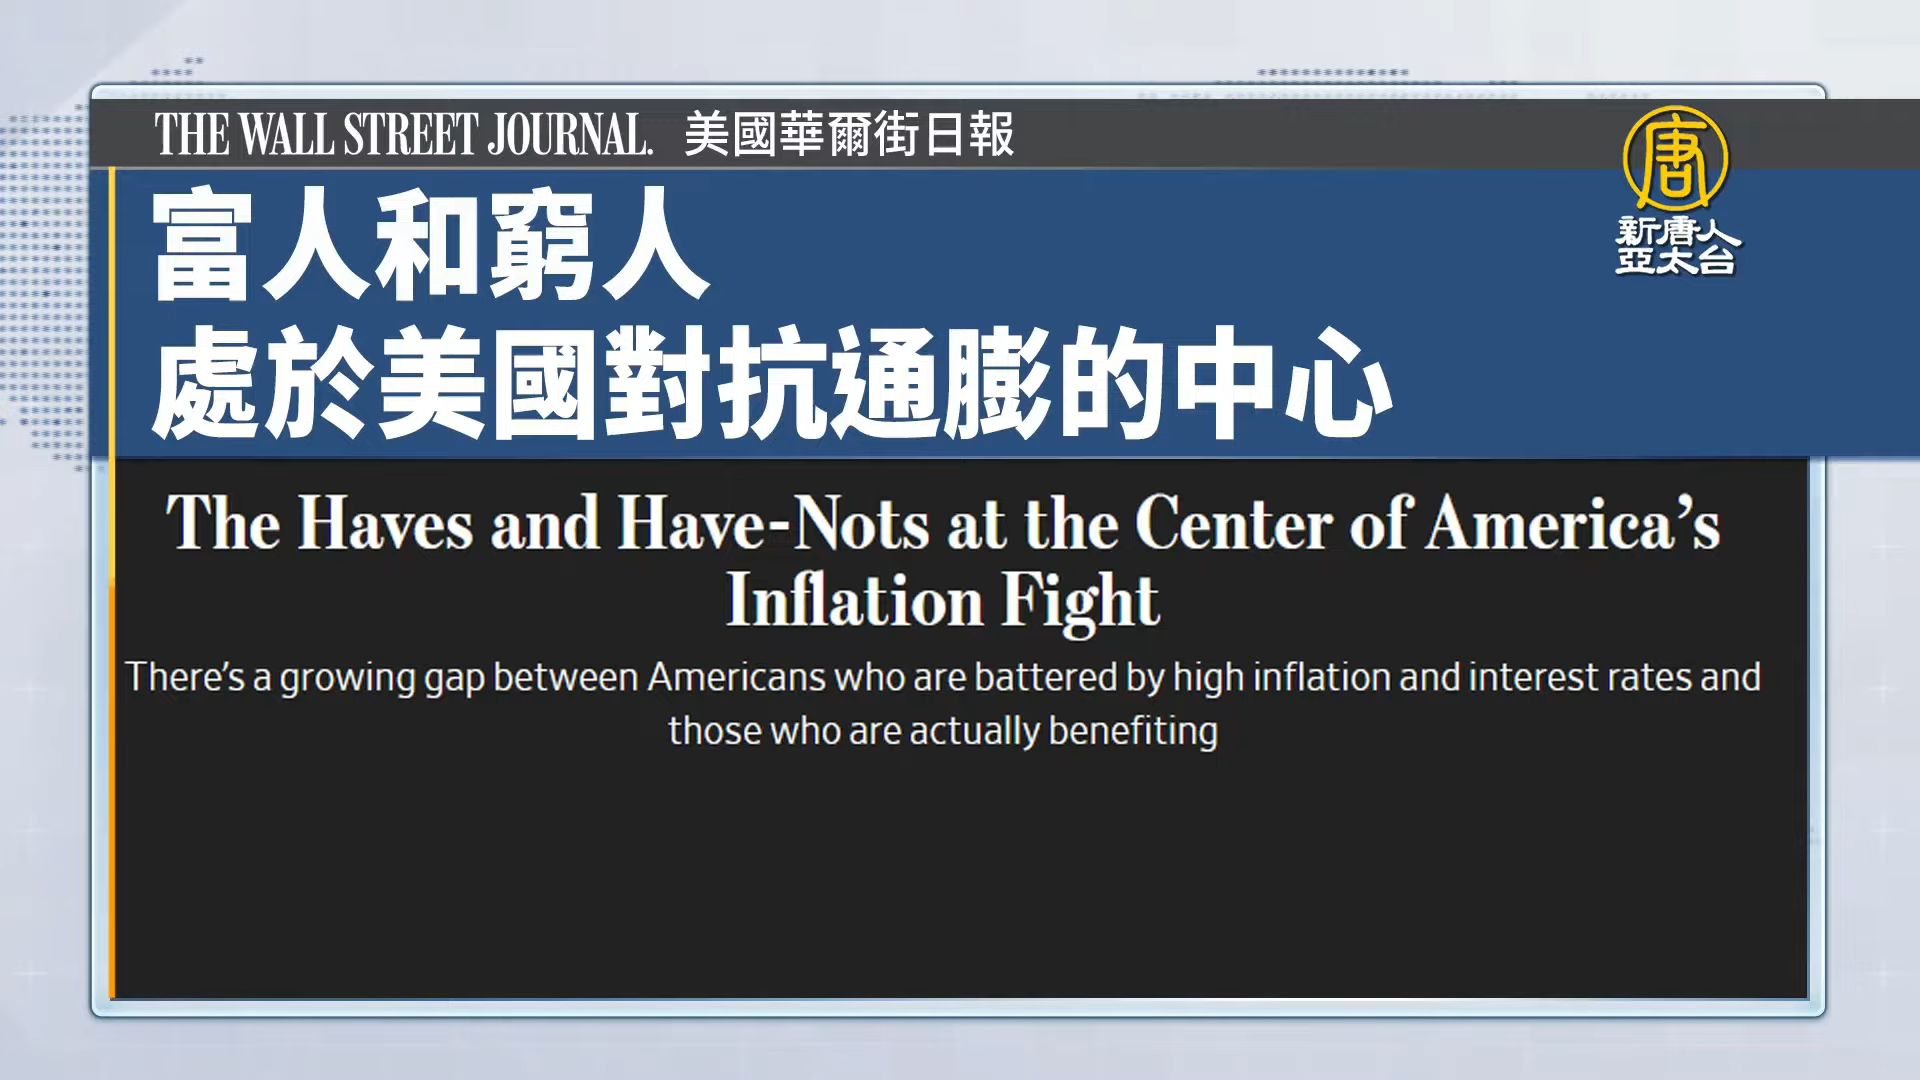 THE WALL STREET JOURNAL. 美國華爾街日報
唐
新唐人
亞太台
富人和窮人
處於美國對抗通膨的中心
The Haves and Have-Nots at the Center of America’s
Inflation Fight
There’s a growing gap between Americans who are battered by high inflation and interest rates and
those who are actually benefiting